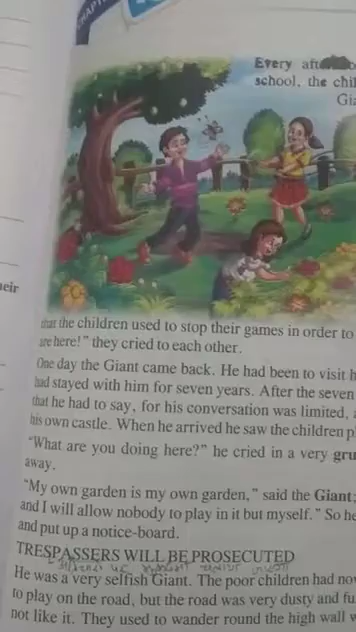 CHAPT
Every
school, the chil
Gi
eir
that the children used to stop their games in order to
are here!" they cried to each other.
One day the Giant came back. He had been to visit h
had stayed with him for seven years. After the seven
that he had to say, for his conversation was limited,
his own castle. When he arrived he saw the children p
"What are you doing here?" he cried in a very gru
away.
"My own garden is my own garden," said the Giant;
and I will allow nobody to play in it but myself." So he
and put up a notice-board.
TRESPASSERS WILL BE PROSECUTED
He was a very selfish Giant. The poor children had no
to play on the road, but the road was very dusty and fu
not like it. They used to wander round the high wall